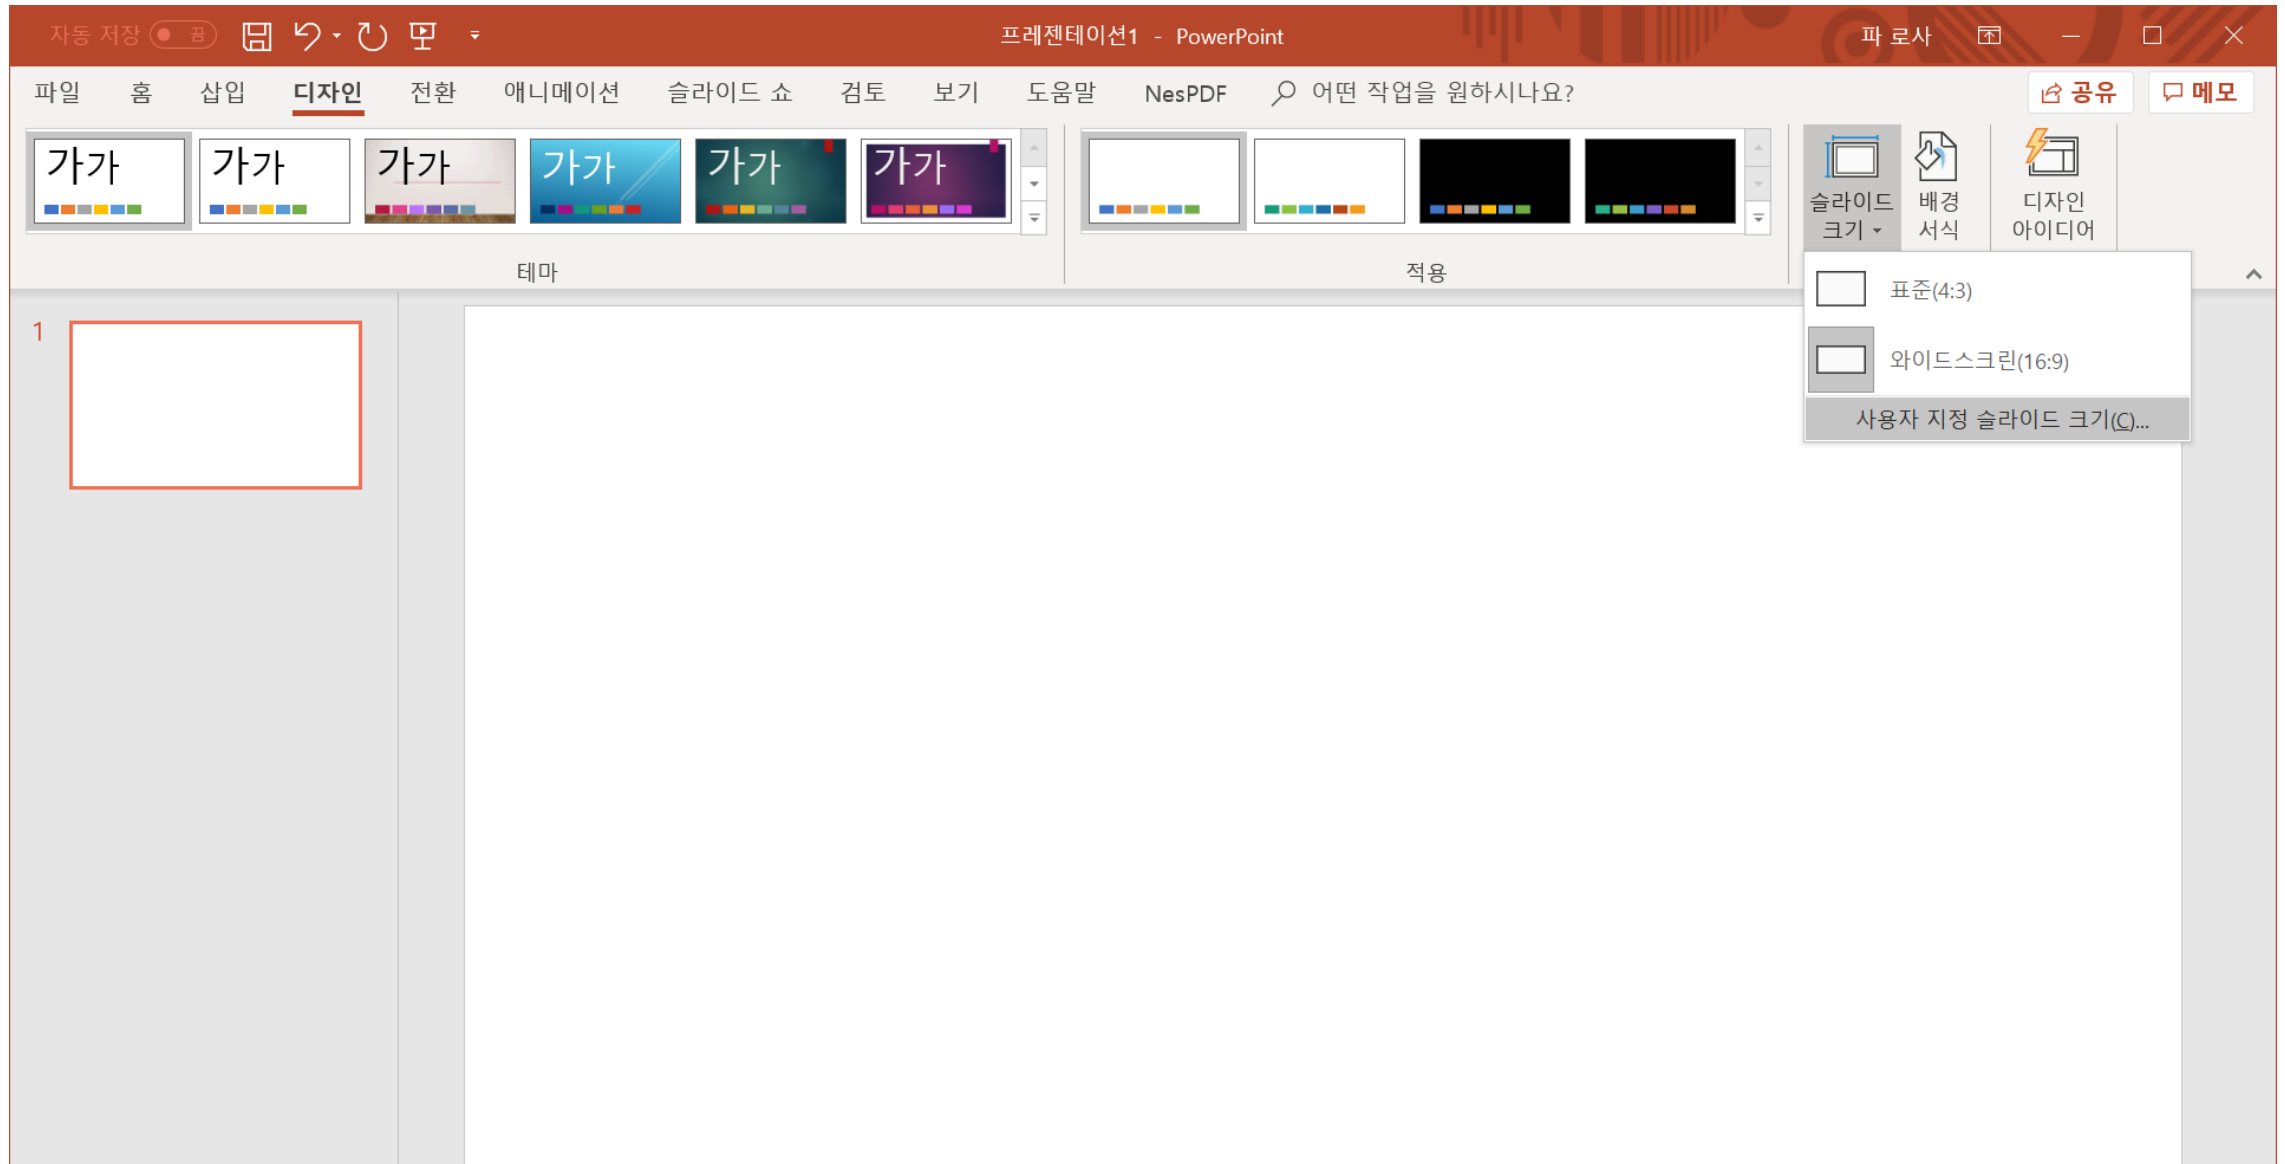 자동 저장 끔
프레젠테이션1 - PowerPoint
파 로사
파일 홈 삽입 디자인 전환 애니메이션 슬라이드 쇼 검토 보기 도움말 NesPDF 어떤 작업을 원하시나요? 공유 메모
가가 가가 가가 가가 가가 가가
슬라이드
크기
배경
서식
디자인
아이디어
테마
적용
표준(4:3)
와이드스크린(16:9)
사용자 지정 슬라이드 크기(C)...
1